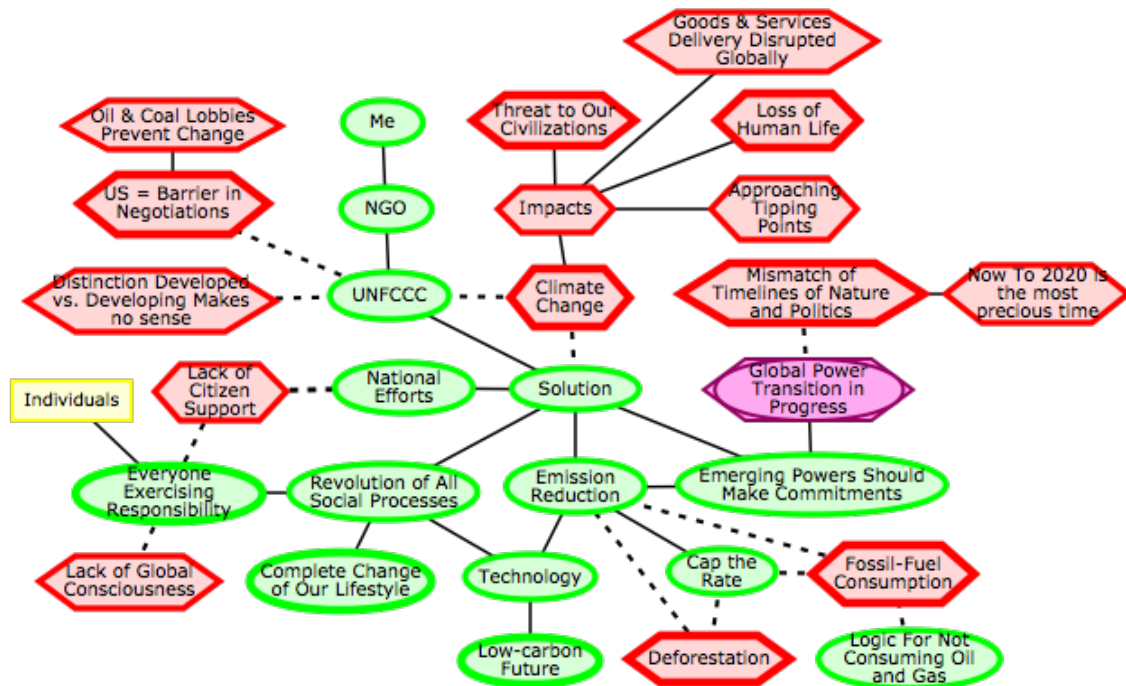 Goods & Services
Delivery Disrupted
Globally
Oil & Coal Lobbies
Prevent Change
Me
Threat to Our
Civilizations
Loss of
Human Life
US = Barrier in
Negotiations
NGO
Impacts
Approaching
Tipping
Points
Distinction Developed
vs. Developing Makes
no sense
UNFCCC
Climate
Change
Mismatch of
Timelines of Nature
and Politics
Now To 2020 is
the most
precious time
Individuals
Lack of
Citizen
Support
National
Efforts
Solution
Global Power
Transition in
Progress
Everyone
Exercising
Responsibility
Revolution of All
Social Processes
Emission
Reduction
Emerging Powers Should
Make Commitments
Lack of Global
Consciousness
Complete Change
of Our Lifestyle
Technology
Cap the
Rate
Fossil-Fuel
Consumption
Low-carbon
Future
Deforestation
Logic For Not
Consuming Oil
and Gas